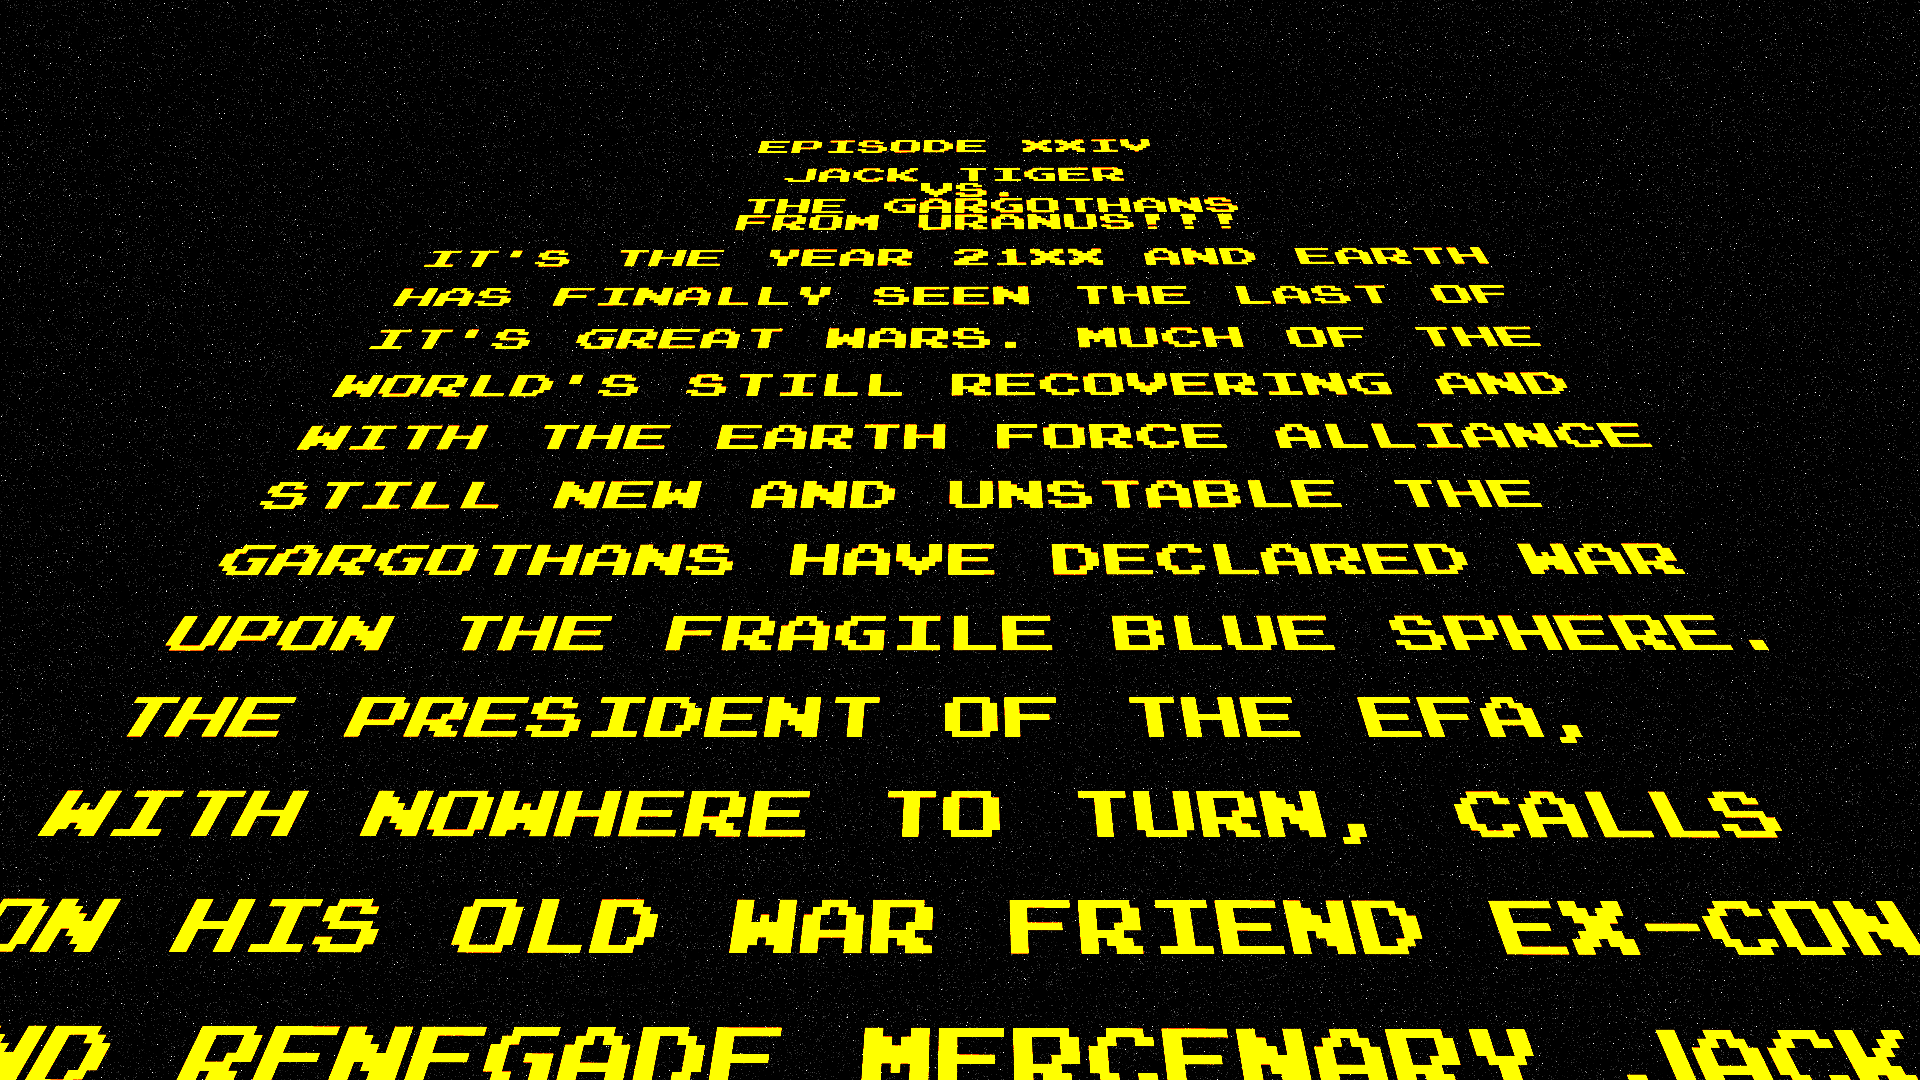 EPISODE XXIV
JACK TIGER
VS.
THE GARGOTHANS
FROM URANUS!!!
IT'S THE YEAR 21XX AND EARTH
HAS FINALLY SEEN THE LAST OF
IT'S GREAT WARS. MUCH OF THE
WORLD'S STILL RECOVERING AND
WITH THE EARTH FORCE ALLIANCE
STILL NEW AND UNSTABLE THE
GARGOTHANS HAVE DECLARED WAR
UPON THE FRAGILE BLUE SPHERE.
THE PRESIDENT OF THE EFA,
WITH NOWHERE TO TURN, CALLS
ON HIS OLD WAR FRIEND EX-CON
ND RENEGADE MERCENARY JACK